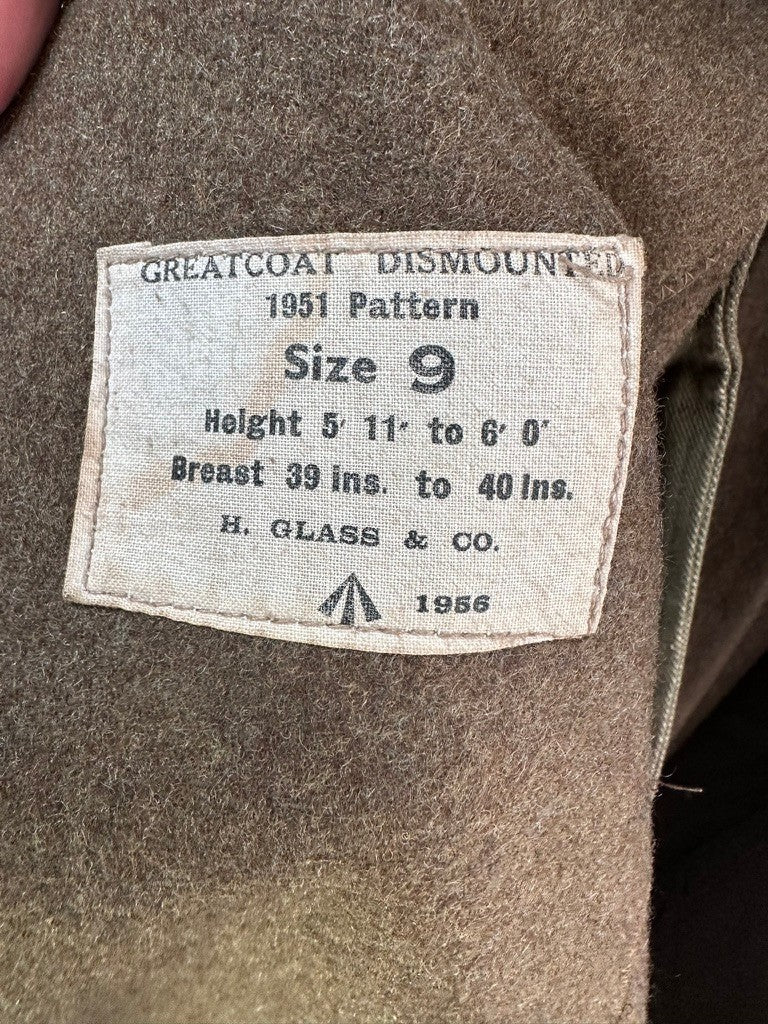 GREATCOAT DISMOUNTED
1951 Pattern
Size 9
Height 5′ 11″ to 6′ 0″
Breast 39 Ins. to 40 Ins.
H. GLASS & CO.
1956